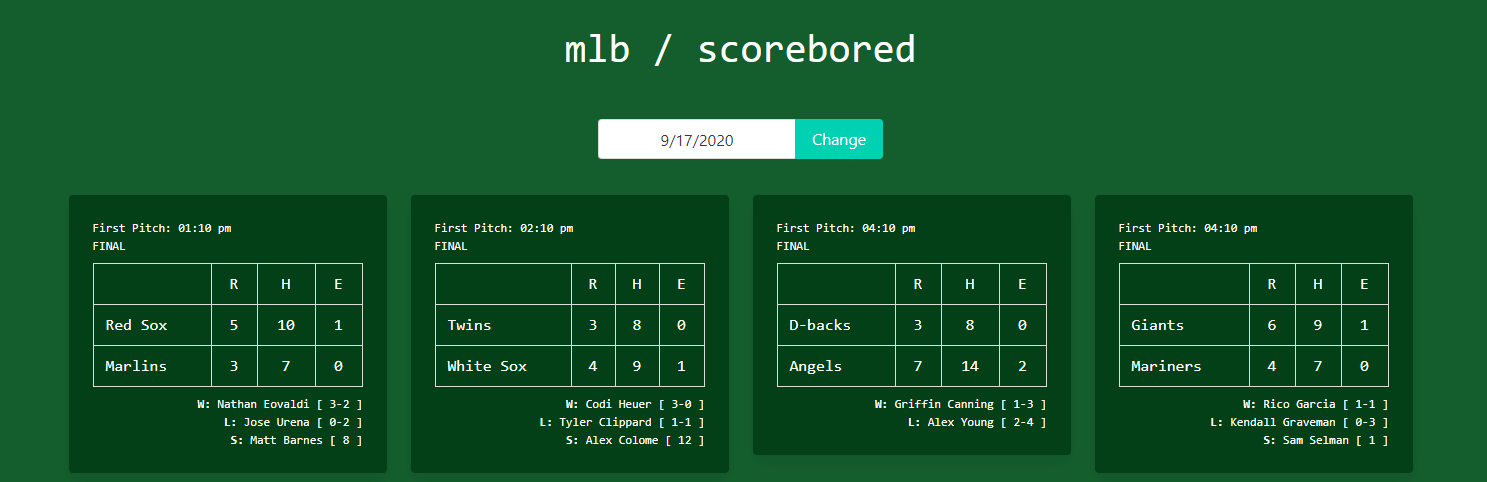 mlb / scorebored
9/17/2020 Change
First Pitch: 01:10 pm
FINAL
R H E
Red Sox 5 10 1
Marlins 3 7 0
W: Nathan Eovaldi [ 3-2 ]
L: Jose Urena [ 0-2 ]
S: Matt Barnes [ 8 ]
First Pitch: 02:10 pm
FINAL
R H E
Twins 3 8 0
White Sox 4 9 1
W: Codi Heuer [ 3-0 ]
L: Tyler Clippard [ 1-1 ]
S: Alex Colome [ 12 ]
First Pitch: 04:10 pm
FINAL
R H E
D-backs 3 8 0
Angels 7 14 2
W: Griffin Canning [ 1-3 ]
L: Alex Young [ 2-4 ]
First Pitch: 04:10 pm
FINAL
R H E
Giants 6 9 1
Mariners 4 7 0
W: Rico Garcia [ 1-1 ]
L: Kendall Graveman [ 0-3 ]
S: Sam Selman [ 1 ]